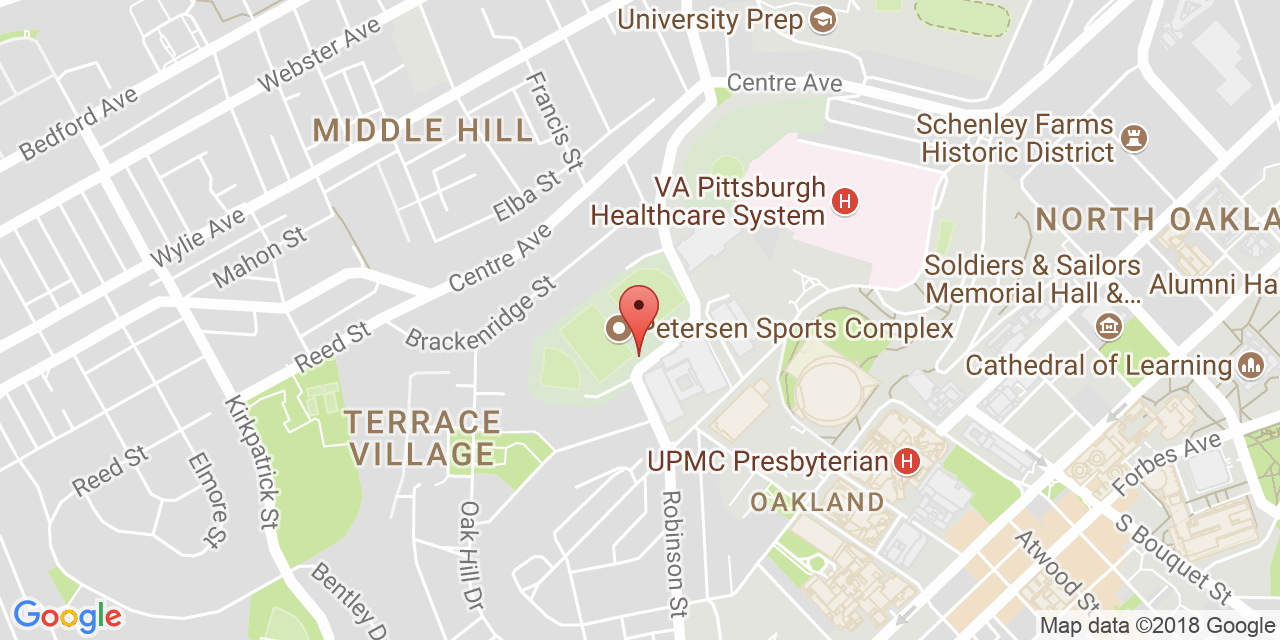 University Prep
Webster Ave
Centre Ave
Bedford Ave
Francis St
MIDDLE HILL
Schenley Farms
Historic District
VA Pittsburgh
Healthcare System
Elba St
Wylie Ave
Mahon St
Centre Ave
NORTH OAKLA
Soldiers & Sailors
Memorial Hall &...
Alumni Ha
Brackenridge St
Reed St
Petersen Sports Complex
Cathedral of Learning
TERRACE
VILLAGE
Kirkpatrick St
Reed St
Elmore St
UPMC Presbyterian
OAKLAND
Forbes Ave
Robinson St
Oak Hill Dr
S Bouquet St
Atwood St
Bentley D
Google
Map data ©2018 Google
H
H